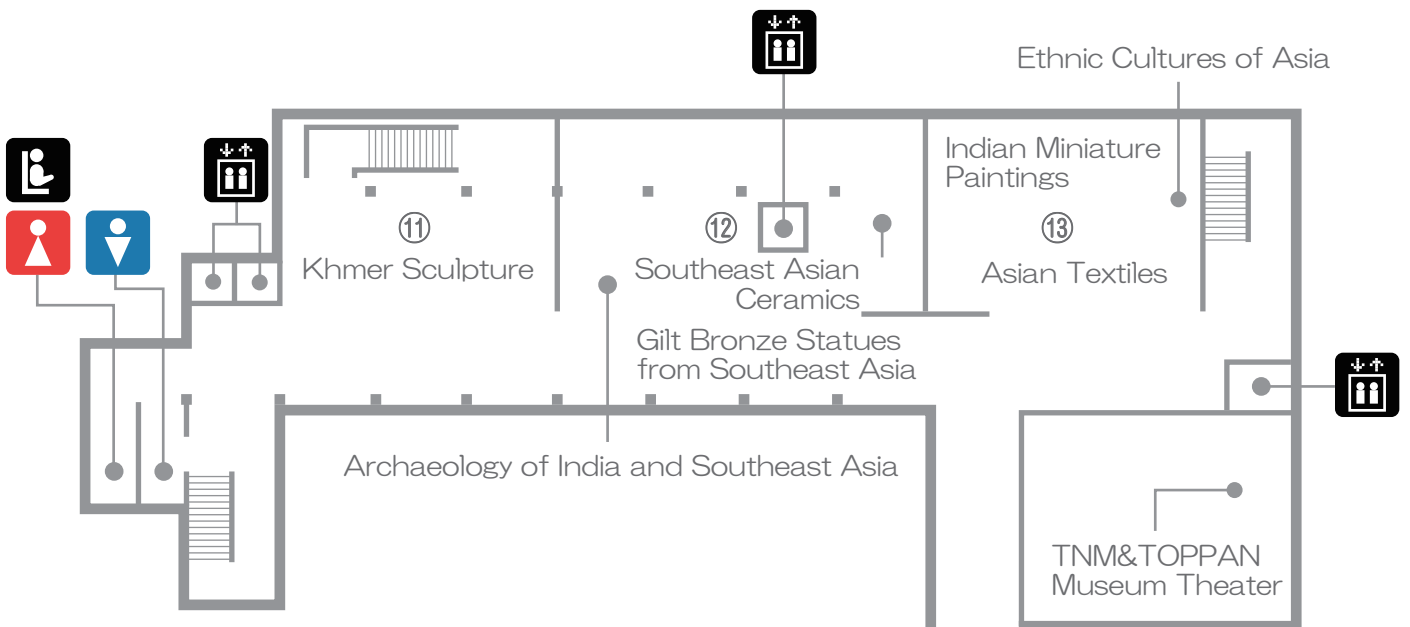 Ethnic Cultures of Asia
Indian Miniature
Paintings
⑪
⑫
⑬
Khmer Sculpture
Southeast Asian
Ceramics
Asian Textiles
Gilt Bronze Statues
from Southeast Asia
Archaeology of India and Southeast Asia
TNM&TOPPAN
Museum Theater